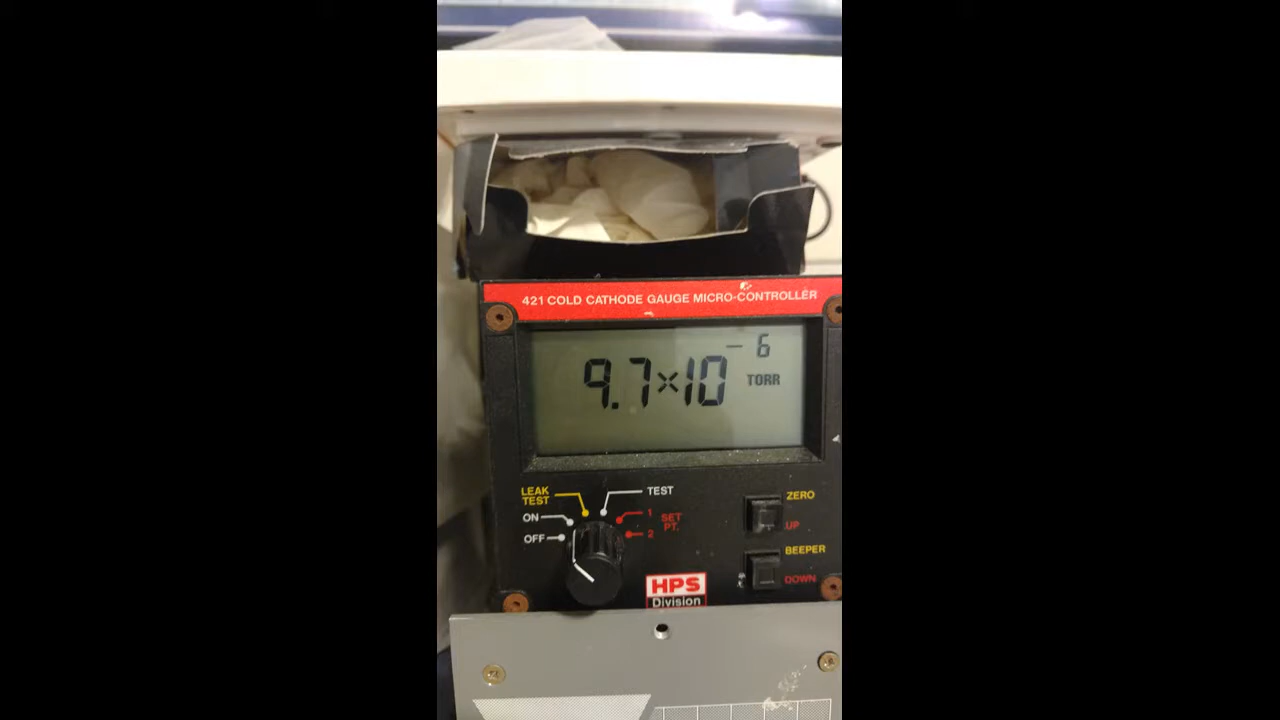 421 COLD CATHODE GAUGE MICRO-CONTROLLER
9.7×10⁻⁶ TORR
LEAK TEST
TEST
ON
OFF
1
2
SET PT.
ZERO
UP
BEEPER
DOWN
HPS
Division